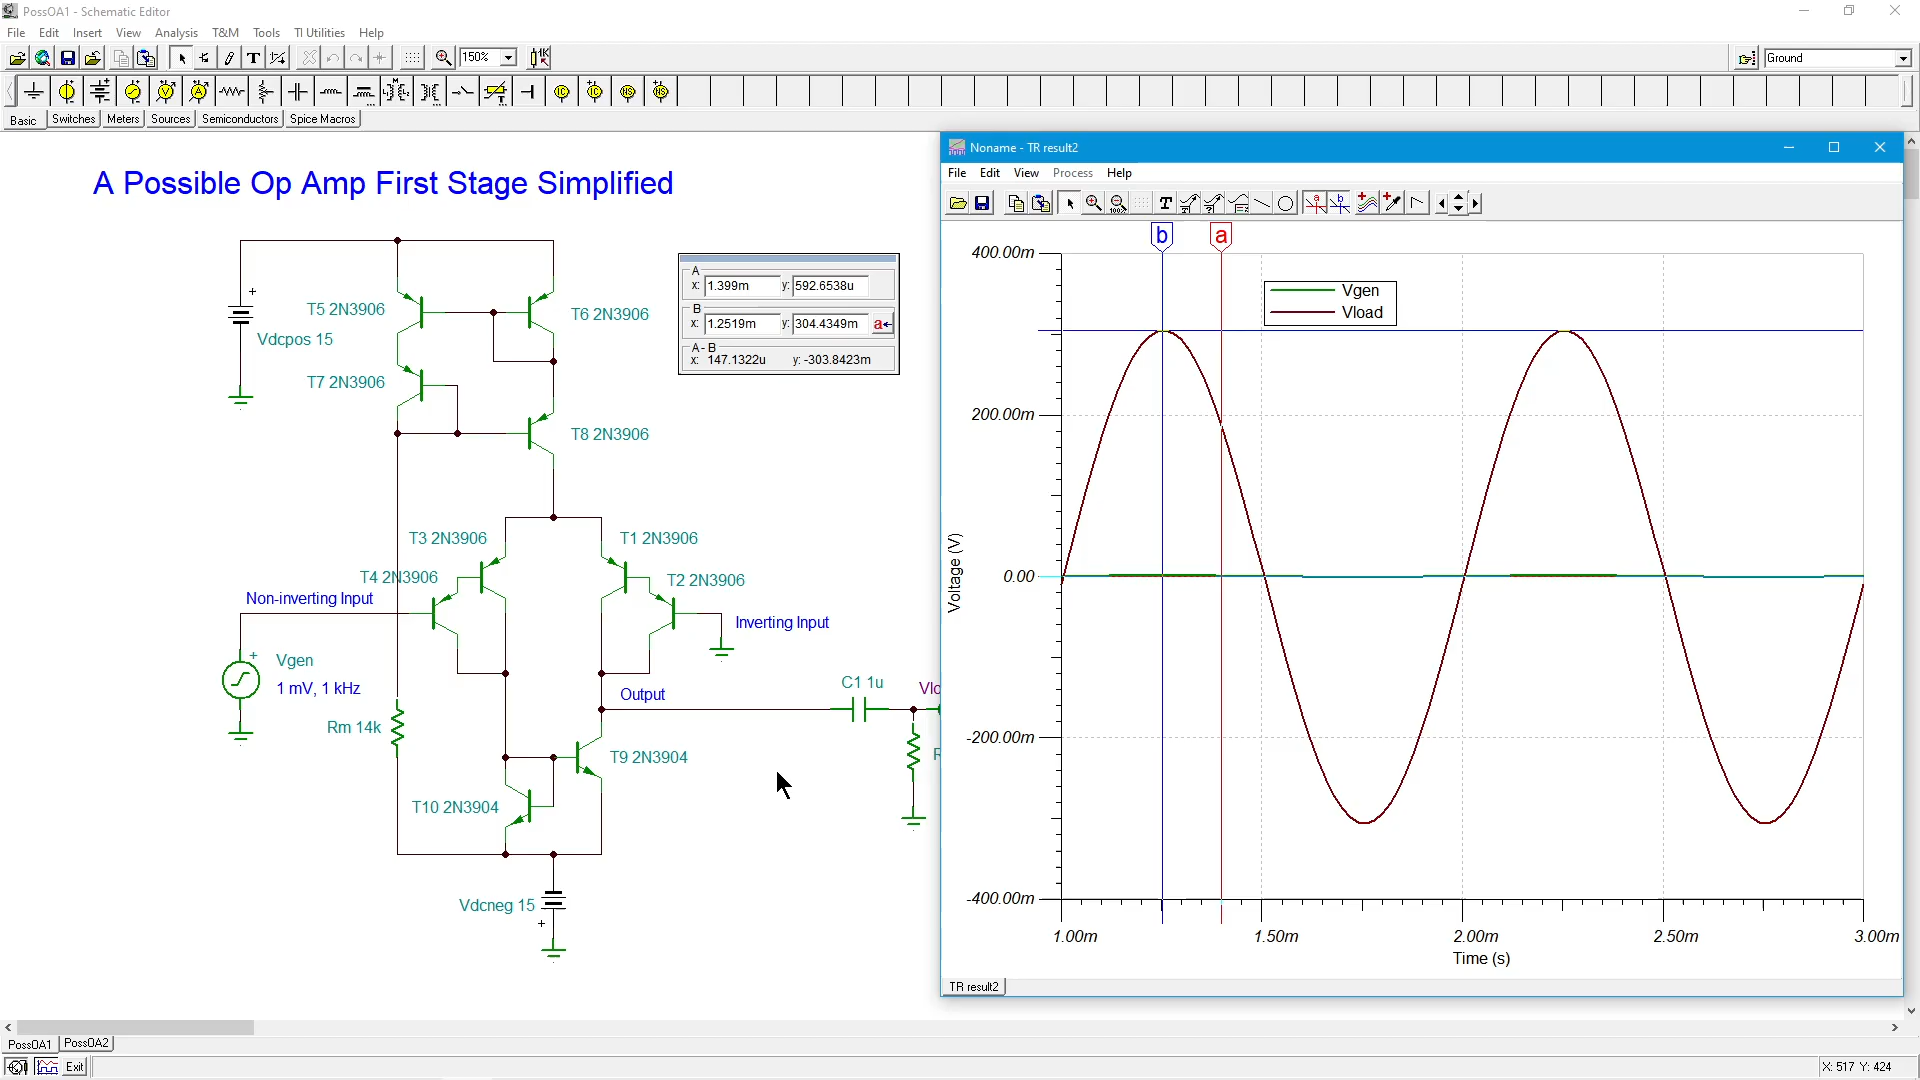 PossOA1 - Schematic Editor
File Edit Insert View Analysis T&M Tools TI Utilities Help
150%
Ground
Basic Switches Meters Sources Semiconductors Spice Macros
A Possible Op Amp First Stage Simplified
+
Vdcpos 15
T5 2N3906
T6 2N3906
T7 2N3906
T8 2N3906
T3 2N3906
T1 2N3906
T4 2N3906
T2 2N3906
Non-inverting Input
Inverting Input
+
Vgen
1 mV, 1 kHz
Rm 14k
Output
C1 1u
Vlo
R
T9 2N3904
T10 2N3904
Vdcneg 15
+
A
x: 1.399m y: 592.6538u
B
x: 1.2519m y: 304.4349m a
A - B
x: 147.1322u y: -303.8423m
Noname - TR result2
File Edit View Process Help
b a
Vgen
Vload
400.00m
200.00m
0.00
-200.00m
-400.00m
Voltage (V)
1.00m 1.50m 2.00m 2.50m 3.00m
Time (s)
TR result2
PossOA1 PossOA2
Exit
X: 517 Y: 424